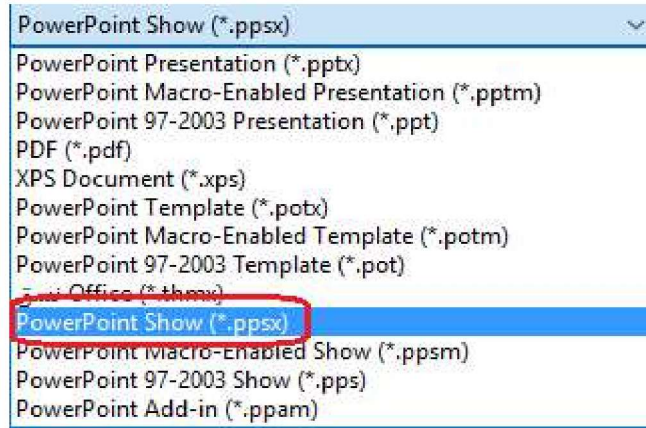 PowerPoint Show (*.ppsx)
PowerPoint Presentation (*.pptx)
PowerPoint Macro-Enabled Presentation (*.pptm)
PowerPoint 97-2003 Presentation (*.ppt)
PDF (*.pdf)
XPS Document (*.xps)
PowerPoint Template (*.potx)
PowerPoint Macro-Enabled Template (*.potm)
PowerPoint 97-2003 Template (*.pot)
Office (*.thmx)
PowerPoint Show (*.ppsx)
PowerPoint Macro-Enabled Show (*.ppsm)
PowerPoint 97-2003 Show (*.pps)
PowerPoint Add-in (*.ppam)